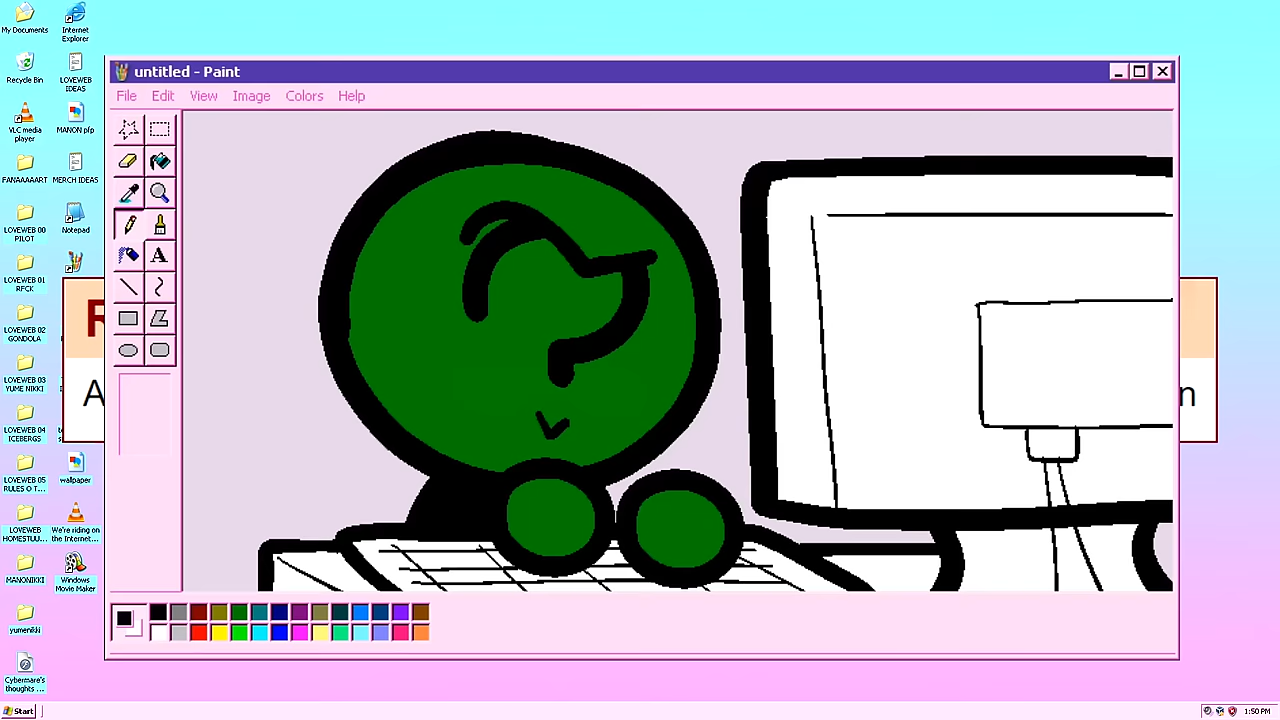 My Documents
Internet
Explorer
Recycle Bin
LOVEWEB
IDEAS
VLC media
player
MANON pfp
FANAAAAART
MERCH IDEAS
LOVEWEB 00
PILOT
Notepad
LOVEWEB 01
RFCK
LOVEWEB 02
GONDOLA
LOVEWEB 03
YUME NIKKI
LOVEWEB 04
ICEBERGS
LOVEWEB 05
RULES O T...
wallpaper
LOVEWEB
HOMESTUU...
We're riding on
the Internet...
MANONIKKI
Windows
Movie Maker
yumenikki
Cybermare's
thoughts ...
untitled - Paint
File Edit View Image Colors Help
A
R
A
n
Start
1:50 PM